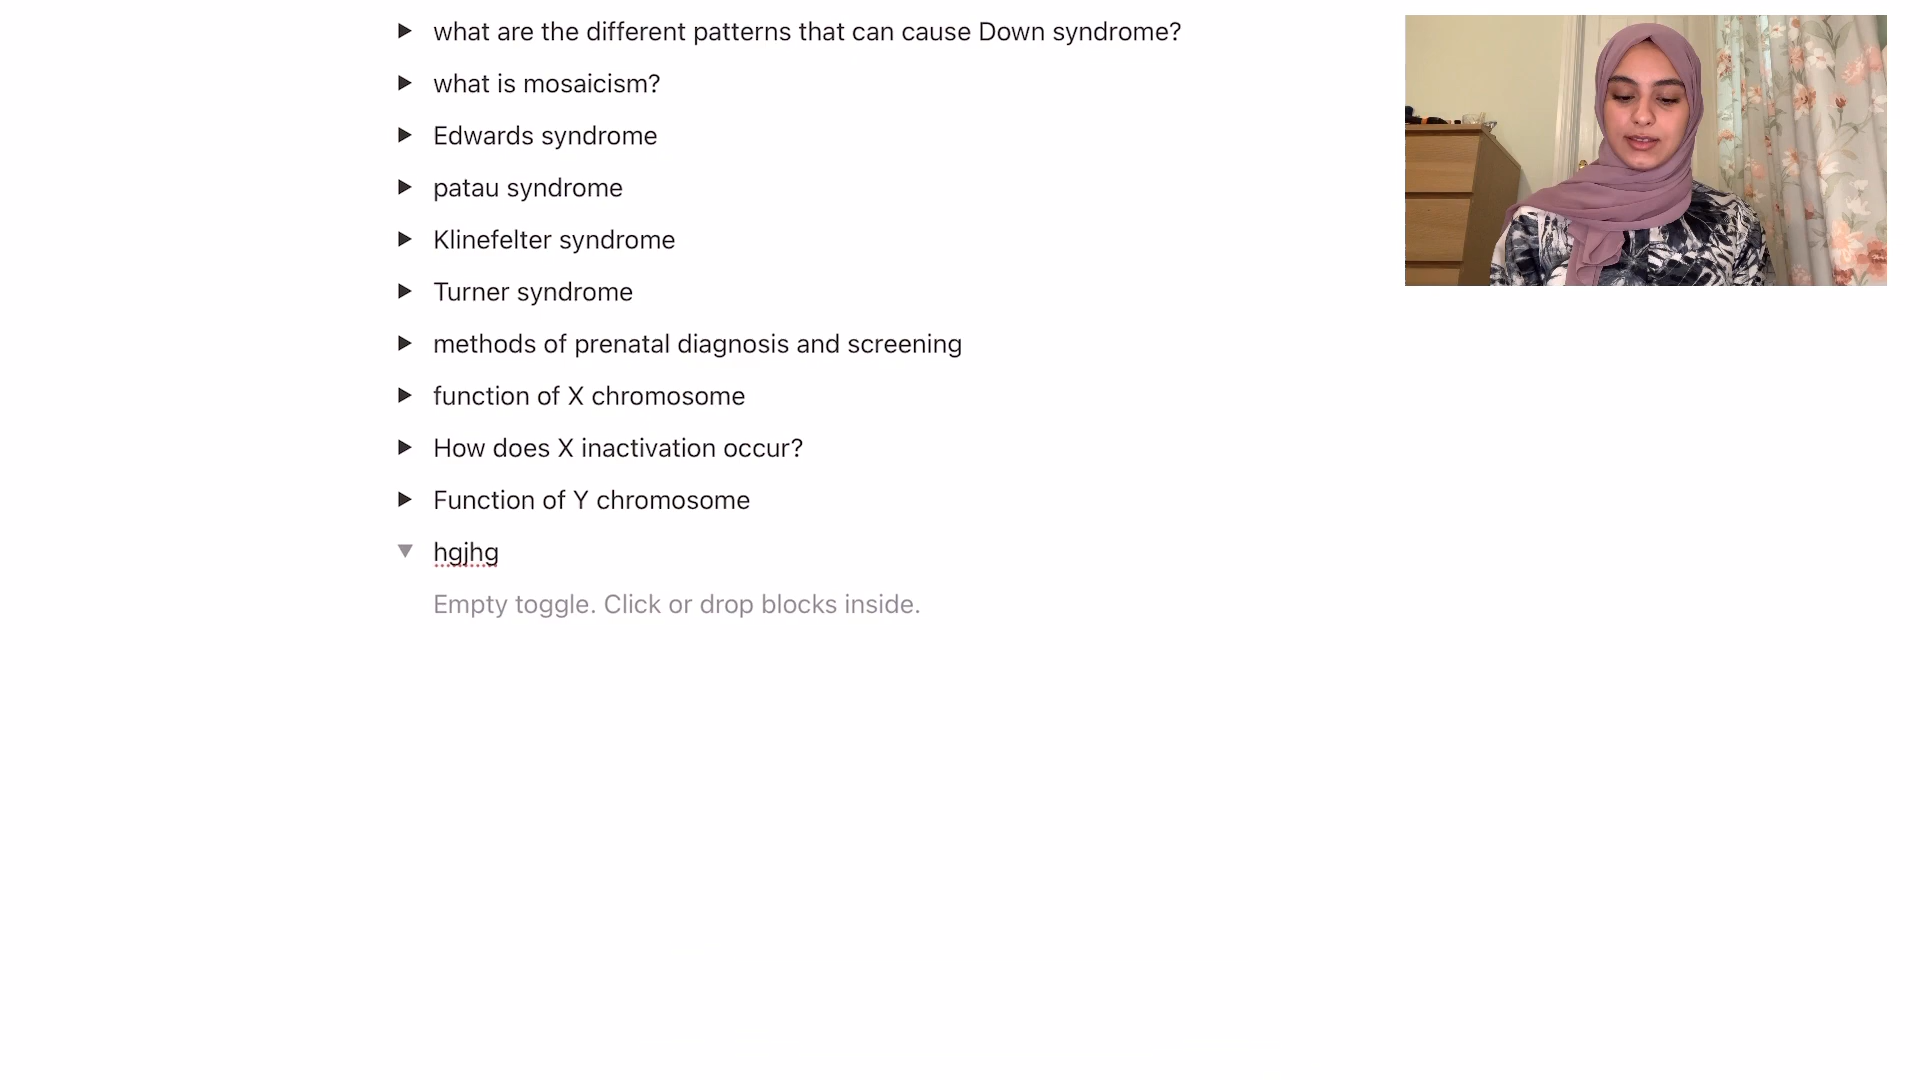 what are the different patterns that can cause Down syndrome?
what is mosaicism?
Edwards syndrome
patau syndrome
Klinefelter syndrome
Turner syndrome
methods of prenatal diagnosis and screening
function of X chromosome
How does X inactivation occur?
Function of Y chromosome
hgjhg
Empty toggle. Click or drop blocks inside.